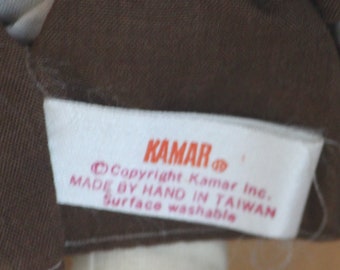 KAMAR ®
© Copyright Kamar Inc.
MADE BY HAND IN TAIWAN
Surface washable